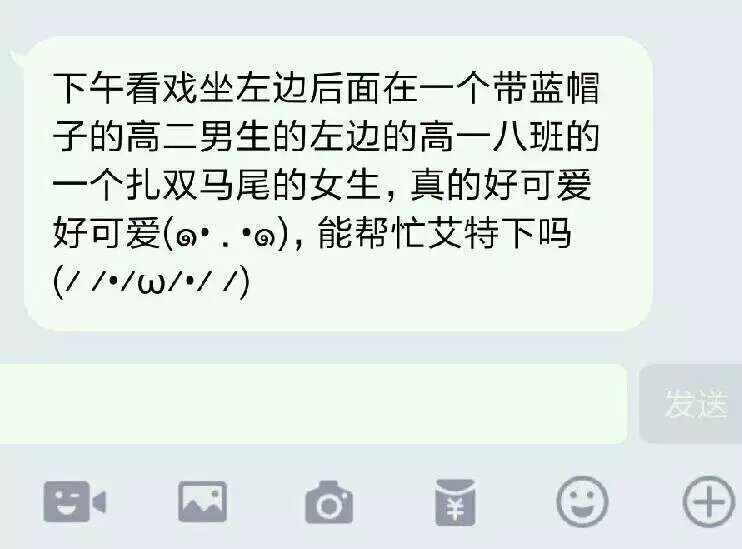 下午看戏坐左边后面在一个带蓝帽
子的高二男生的左边的高一八班的
一个扎双马尾的女生，真的好可爱
好可爱(๑• . •๑)，能帮忙艾特下吗
(⁄ ⁄•⁄ω⁄•⁄ ⁄)
发送
¥